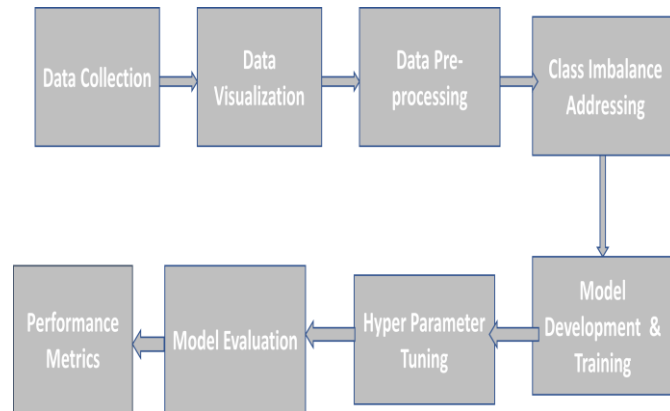 Data Collection
Data
Visualization
Data Pre-
processing
Class Imbalance
Addressing
Model
Development &
Training
Hyper Parameter
Tuning
Model Evaluation
Performance
Metrics